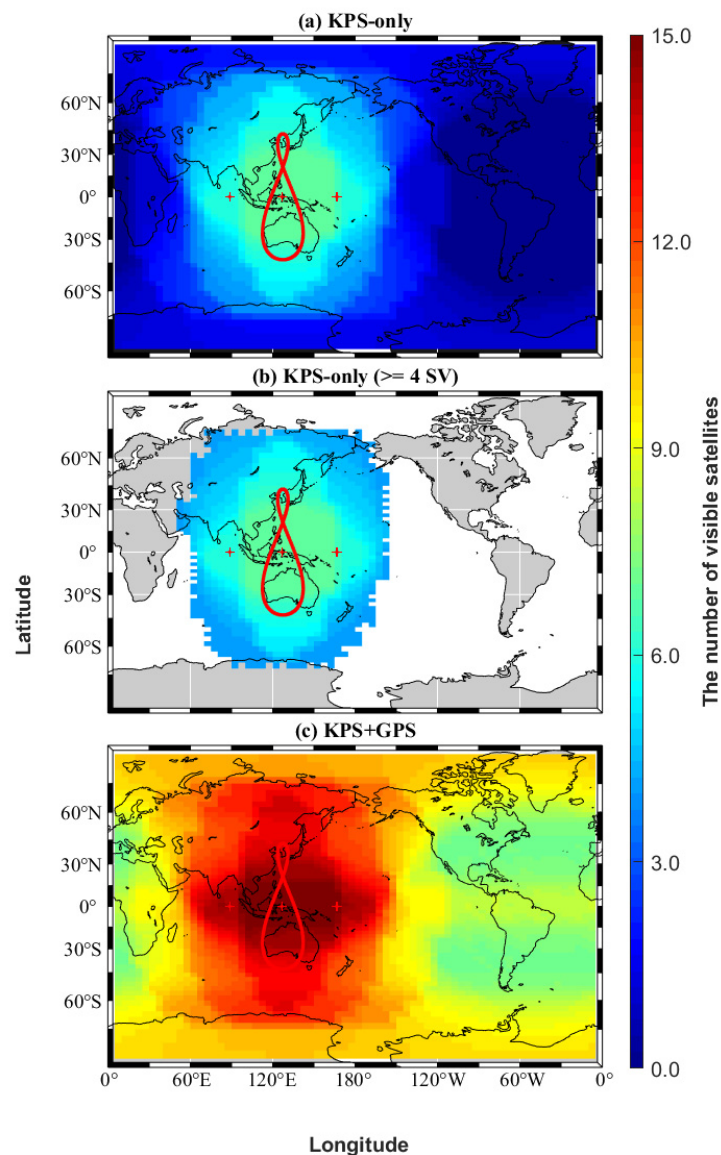 (a) KPS-only
60°N
30°N
0°
30°S
60°S
(b) KPS-only (>= 4 SV)
60°N
30°N
0°
30°S
60°S
(c) KPS+GPS
60°N
30°N
0°
30°S
60°S
0°
60°E
120°E
180°
120°W
60°W
0°
Latitude
Longitude
15.0
12.0
9.0
6.0
3.0
0.0
The number of visible satellites